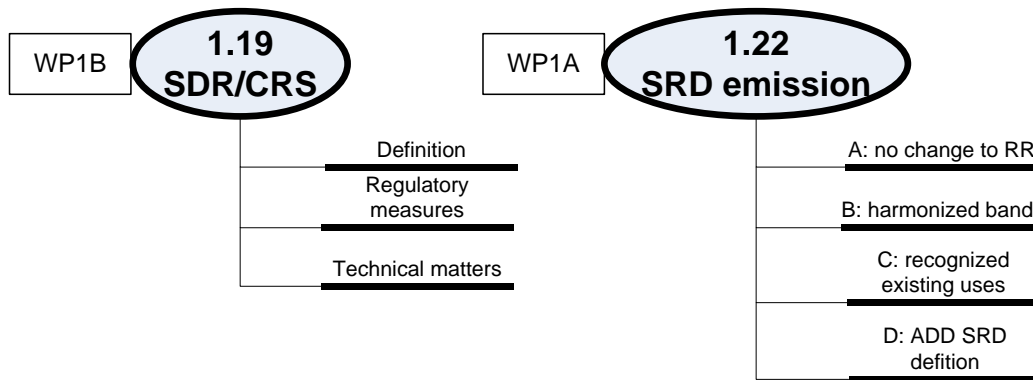 WP1B
1.19
SDR/CRS
Definition
Regulatory
measures
Technical matters
WP1A
1.22
SRD emission
A: no change to RR
B: harmonized band
C: recognized
existing uses
D: ADD SRD
defition